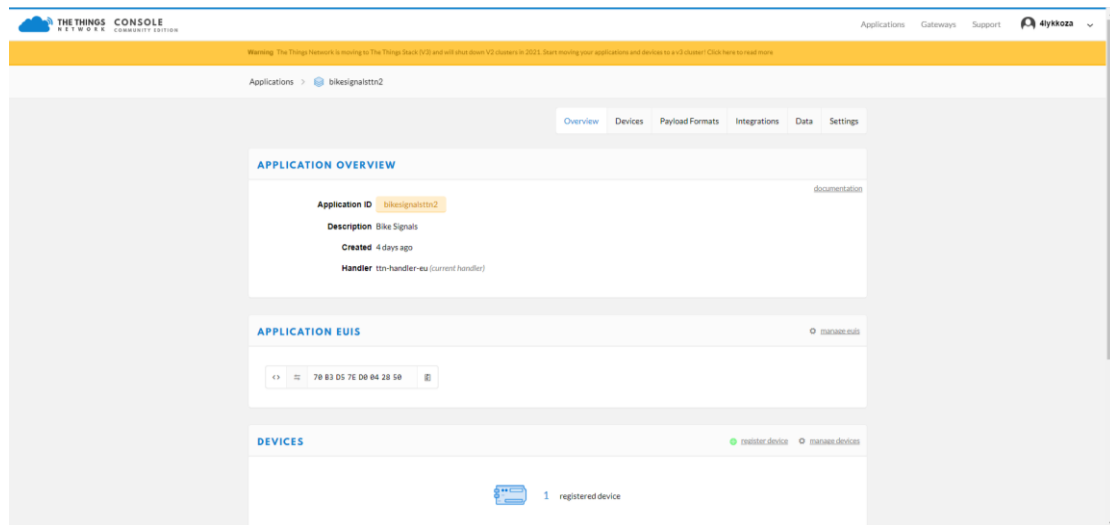 THE THINGS CONSOLE
NETWORK COMMUNITY EDITION
Applications Gateways Support 4lykkoza
Warning The Things Network is moving to The Things Stack (V3) and will shut down V2 clusters in 2021. Start moving your applications and devices to a v3 cluster! Click here to read more
Applications > bikesignalsttn2
Overview Devices Payload Formats Integrations Data Settings
APPLICATION OVERVIEW
documentation
Application ID bikesignalsttn2
Description Bike Signals
Created 4 days ago
Handler ttn-handler-eu (current handler)
APPLICATION EUIS
manage euis
<> 70 B3 D5 7E D0 04 28 50
DEVICES
register device manage devices
1 registered device